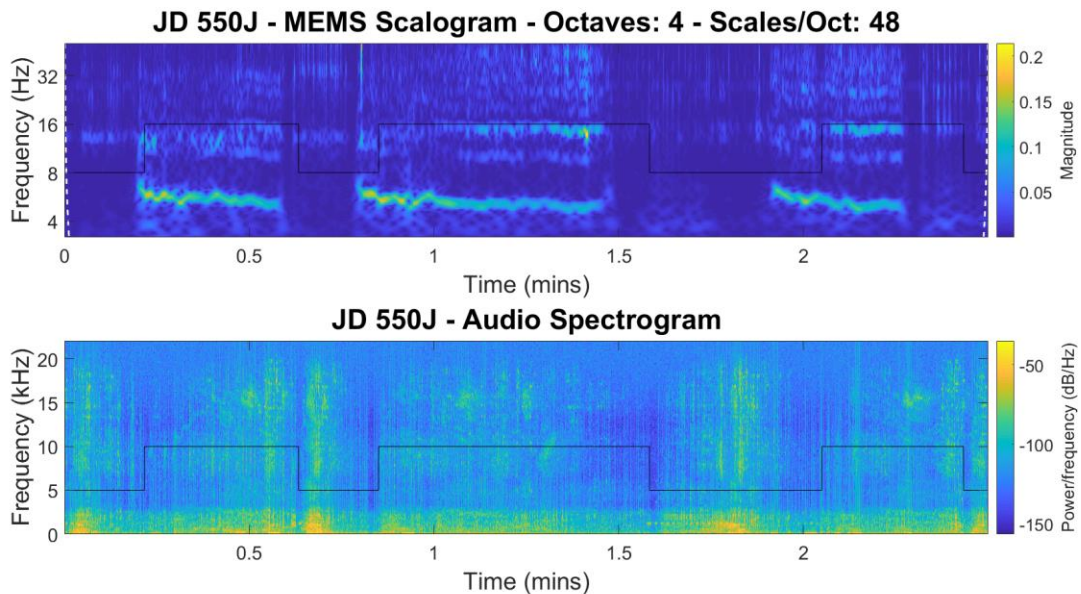 JD 550J - MEMS Scalogram - Octaves: 4 - Scales/Oct: 48
Frequency (Hz)
32
16
8
4
0 0.5 1 1.5 2
Time (mins)
0.2
0.15
0.1
0.05
Magnitude
JD 550J - Audio Spectrogram
Frequency (kHz)
20
15
10
5
0
0.5 1 1.5 2
Time (mins)
-50
-100
-150
Power/frequency (dB/Hz)